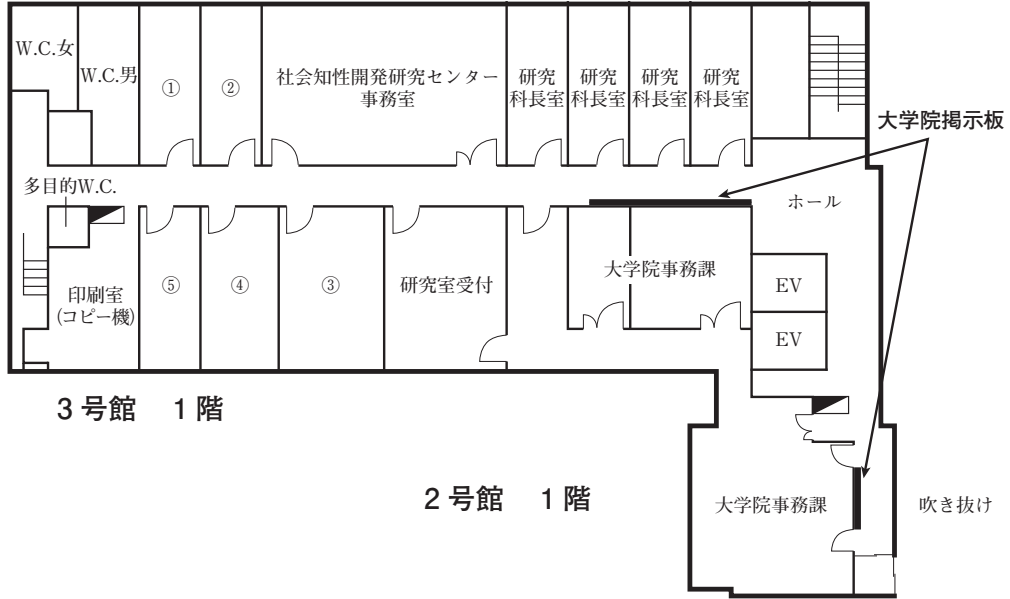 W.C.女
W.C.男
①
②
社会知性開発研究センター
事務室
研究
科長室
研究
科長室
研究
科長室
研究
科長室
大学院掲示板
多目的W.C.
ホール
印刷室
(コピー機)
⑤
④
③
研究室受付
大学院事務課
EV
EV
3号館 1階
2号館 1階
大学院事務課
吹き抜け